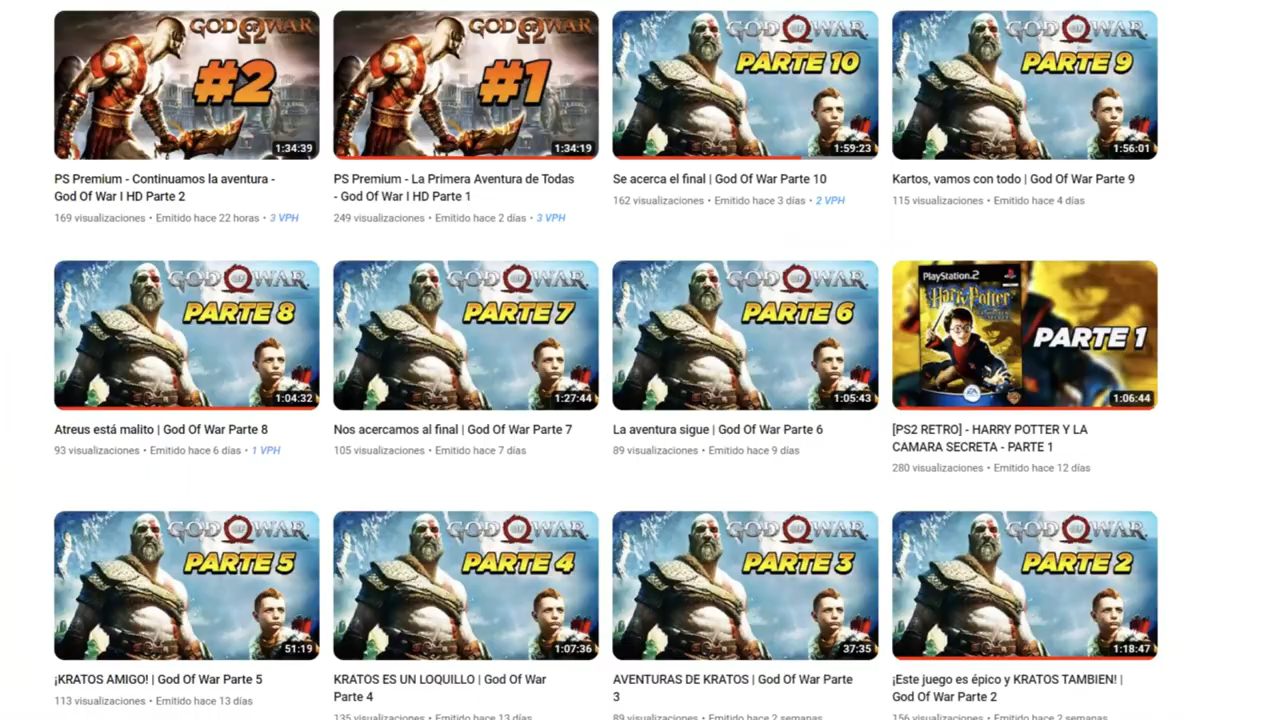 GOD OF WAR
#2
1:34:39
PS Premium - Continuamos la aventura -
God Of War I HD Parte 2
169 visualizaciones • Emitido hace 22 horas • 3 VPH
GOD OF WAR
#1
1:34:19
PS Premium - La Primera Aventura de Todas
- God Of War I HD Parte 1
249 visualizaciones • Emitido hace 2 días • 3 VPH
GOD OF WAR
PARTE 10
1:59:23
Se acerca el final | God Of War Parte 10
162 visualizaciones • Emitido hace 3 días • 2 VPH
GOD OF WAR
PARTE 9
1:56:01
Kartos, vamos con todo | God Of War Parte 9
115 visualizaciones • Emitido hace 4 días
GOD OF WAR
PARTE 8
1:04:32
Atreus está malito | God Of War Parte 8
93 visualizaciones • Emitido hace 6 días • 1 VPH
GOD OF WAR
PARTE 7
1:27:44
Nos acercamos al final | God Of War Parte 7
105 visualizaciones • Emitido hace 7 días
GOD OF WAR
PARTE 6
1:05:43
La aventura sigue | God Of War Parte 6
89 visualizaciones • Emitido hace 9 días
PlayStation.2
Harry Potter
EA
PARTE 1
1:06:44
[PS2 RETRO] - HARRY POTTER Y LA
CAMARA SECRETA - PARTE 1
280 visualizaciones • Emitido hace 12 días
GOD OF WAR
PARTE 5
51:19
¡KRATOS AMIGO! | God Of War Parte 5
113 visualizaciones • Emitido hace 13 días
GOD OF WAR
PARTE 4
1:07:36
KRATOS ES UN LOQUILLO | God Of War
Parte 4
135 visualizaciones • Emitido hace 13 días
GOD OF WAR
PARTE 3
37:35
AVENTURAS DE KRATOS | God Of War Parte
3
89 visualizaciones • Emitido hace 2 semanas
GOD OF WAR
PARTE 2
1:18:47
¡Este juego es épico y KRATOS TAMBIEN! |
God Of War Parte 2
156 visualizaciones • Emitido hace 2 semanas